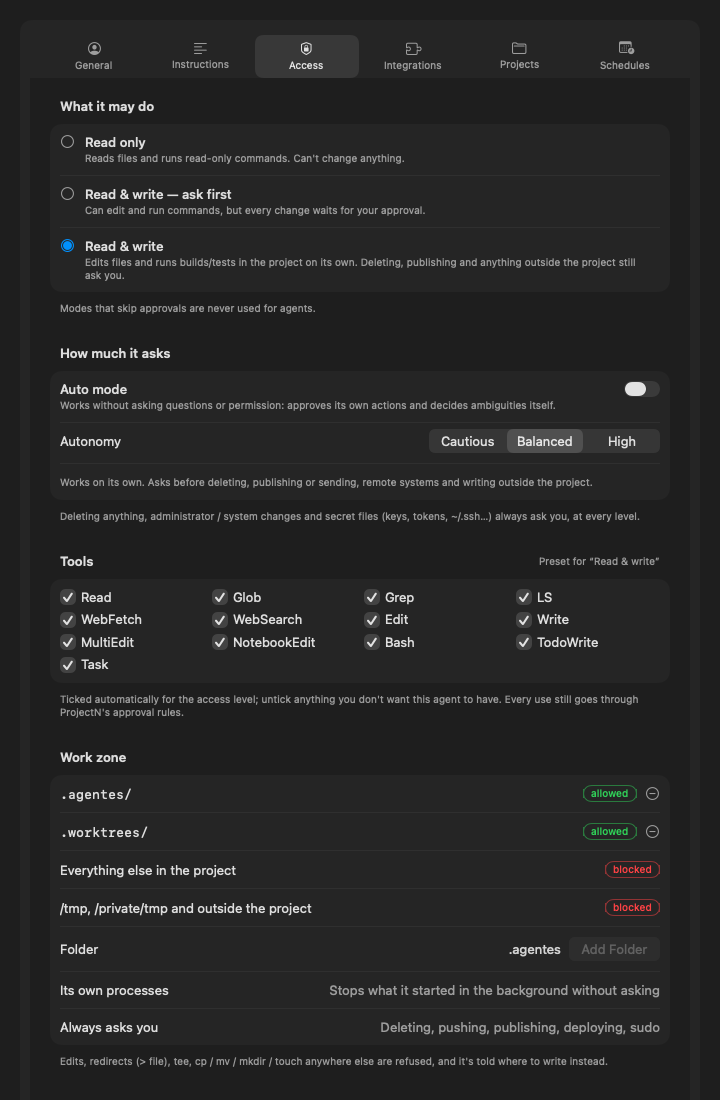 General
Instructions
Access
Integrations
Projects
Schedules
What it may do
Read only
Reads files and runs read-only commands. Can't change anything.
Read & write — ask first
Can edit and run commands, but every change waits for your approval.
Read & write
Edits files and runs builds/tests in the project on its own. Deleting, publishing and anything outside the project still
ask you.
Modes that skip approvals are never used for agents.
How much it asks
Auto mode
Works without asking questions or permission: approves its own actions and decides ambiguities itself.
Autonomy
Cautious
Balanced
High
Works on its own. Asks before deleting, publishing or sending, remote systems and writing outside the project.
Deleting anything, administrator / system changes and secret files (keys, tokens, ~/.ssh…) always ask you, at every level.
Tools
Preset for “Read & write”
Read
Glob
Grep
LS
WebFetch
WebSearch
Edit
Write
MultiEdit
NotebookEdit
Bash
TodoWrite
Task
Ticked automatically for the access level; untick anything you don't want this agent to have. Every use still goes through
ProjectN's approval rules.
Work zone
.agentes/
allowed
.worktrees/
allowed
Everything else in the project
blocked
/tmp, /private/tmp and outside the project
blocked
Folder
.agentes
Add Folder
Its own processes
Stops what it started in the background without asking
Always asks you
Deleting, pushing, publishing, deploying, sudo
Edits, redirects (> file), tee, cp / mv / mkdir / touch anywhere else are refused, and it's told where to write instead.